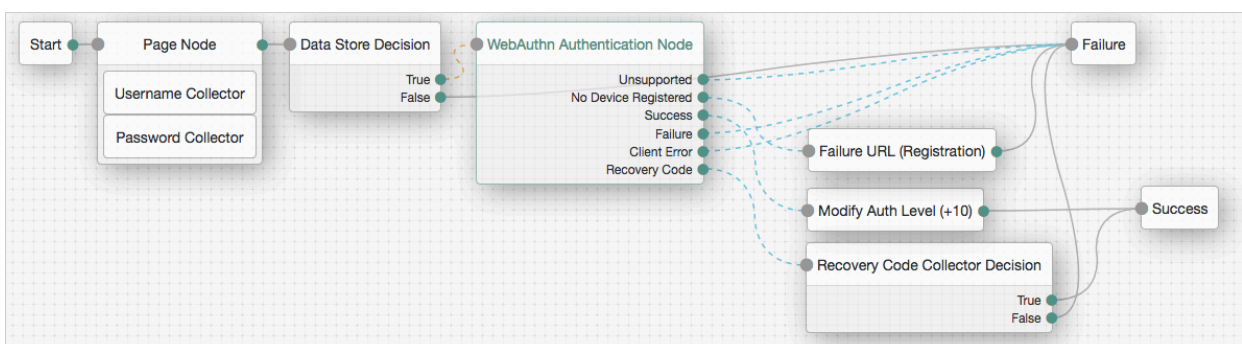 Start
Page Node
Username Collector
Password Collector
Data Store Decision
True
False
WebAuthn Authentication Node
Unsupported
No Device Registered
Success
Failure
Client Error
Recovery Code
Failure
Failure URL (Registration)
Modify Auth Level (+10)
Success
Recovery Code Collector Decision
True
False